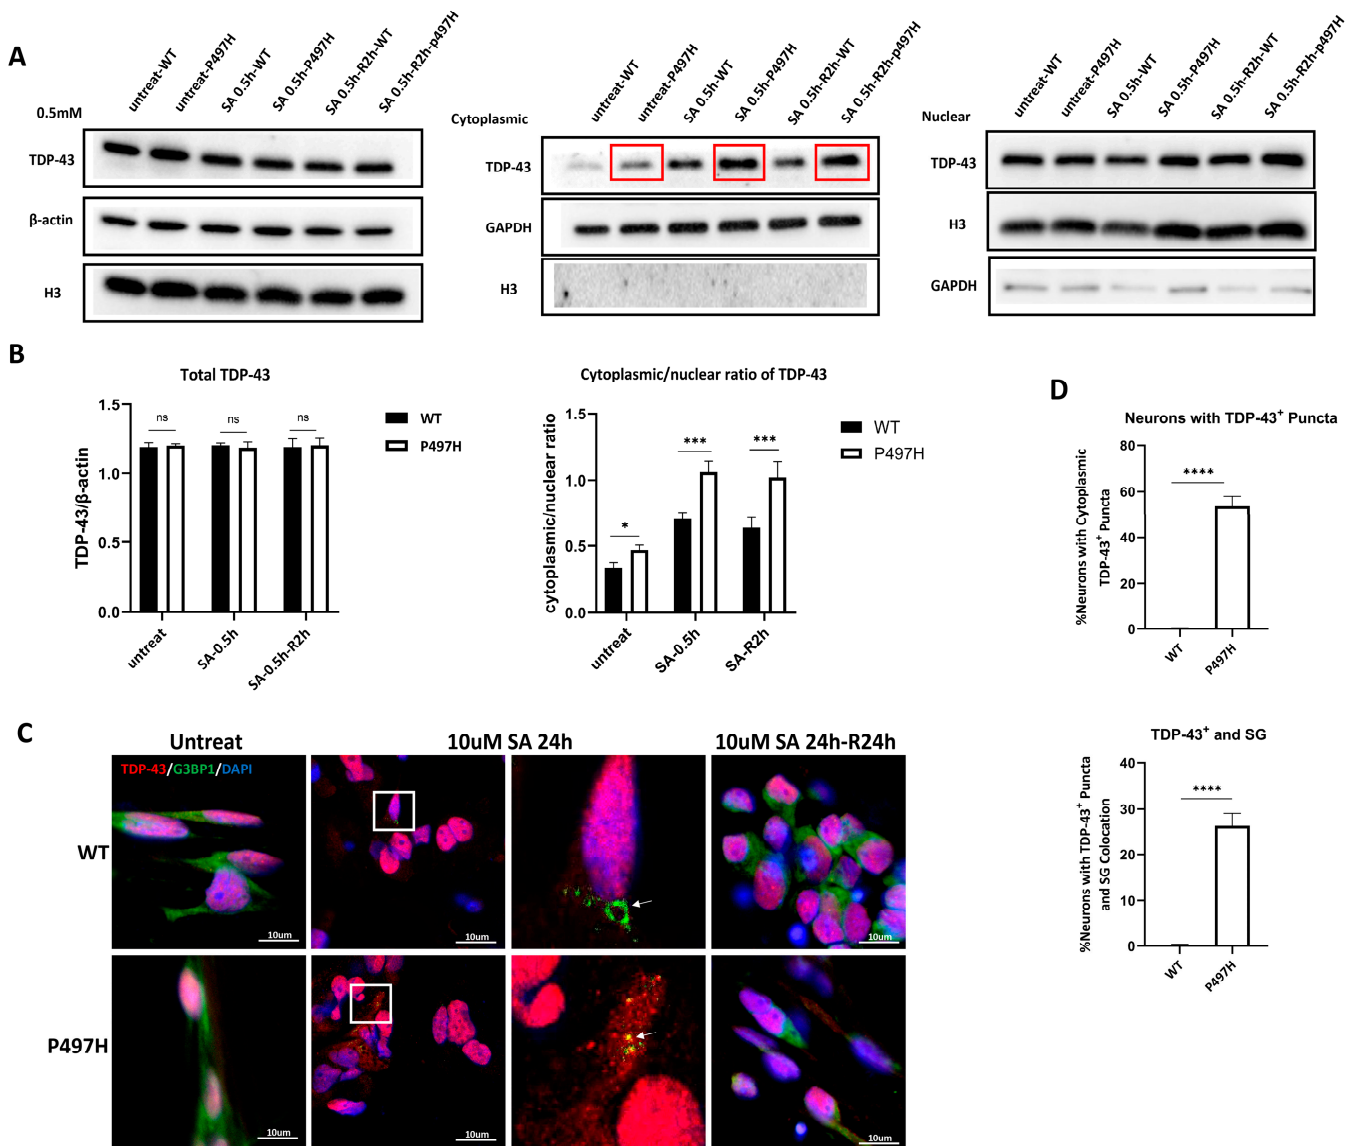 A
0.5mM
untreat-WT
untreat-P497H
SA 0.5h-WT
SA 0.5h-P497H
SA 0.5h-R2h-WT
SA 0.5h-R2h-p497H
TDP-43
β-actin
H3
Cytoplasmic
untreat-WT
untreat-P497H
SA 0.5h-WT
SA 0.5h-P497H
SA 0.5h-R2h-WT
SA 0.5h-R2h-p497H
TDP-43
GAPDH
H3
Nuclear
untreat-WT
untreat-P497H
SA 0.5h-WT
SA 0.5h-P497H
SA 0.5h-R2h-WT
SA 0.5h-R2h-p497H
TDP-43
H3
GAPDH
B
Total TDP-43
TDP-43/β-actin
1.5
1.0
0.5
0.0
ns
ns
ns
WT
P497H
untreat
SA-0.5h
SA-0.5h-R2h
Cytoplasmic/nuclear ratio of TDP-43
cytoplasmic/nuclear ratio
1.5
1.0
0.5
0.0
*
***
***
WT
P497H
untreat
SA-0.5h
SA-R2h
D
Neurons with TDP-43⁺ Puncta
%Neurons with Cytoplasmic
TDP-43⁺ Puncta
80
60
40
20
0
****
WT
P497H
TDP-43⁺ and SG
%Neurons with TDP-43⁺ Puncta
and SG Colocation
40
30
20
10
0
****
WT
P497H
C
Untreat
10uM SA 24h
10uM SA 24h-R24h
TDP-43/G3BP1/DAPI
WT
10um
10um
10um
P497H
10um
10um
10um